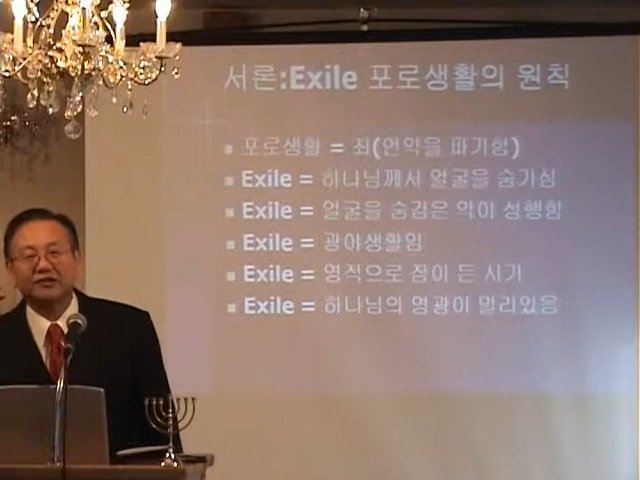 서론:Exile 포로생활의 원칙
포로생활 = 죄(언약을 파기함)
Exile = 하나님께서 얼굴을 숨기심
Exile = 얼굴을 숨김은 악이 성행함
Exile = 광야생활임
Exile = 영적으로 잠이 든 시기
Exile = 하나님의 영광이 멀리있음